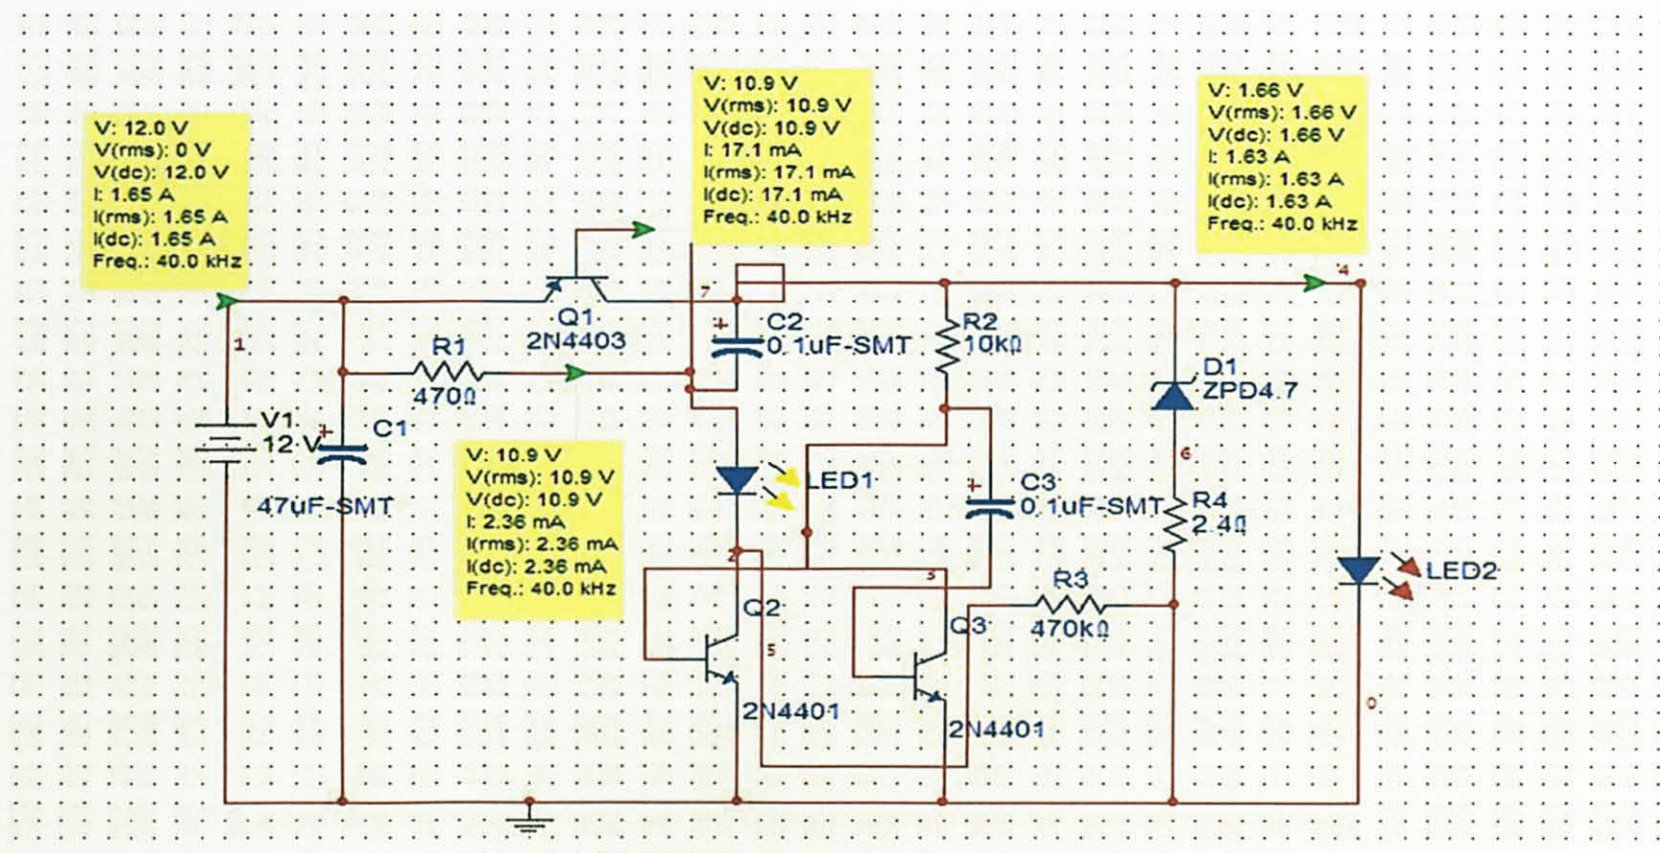 V: 12.0 V
V(rms): 0 V
V(dc): 12.0 V
I: 1.65 A
I(rms): 1.65 A
I(dc): 1.65 A
Freq.: 40.0 kHz
V: 10.9 V
V(rms): 10.9 V
V(dc): 10.9 V
I: 17.1 mA
I(rms): 17.1 mA
I(dc): 17.1 mA
Freq.: 40.0 kHz
V: 1.66 V
V(rms): 1.66 V
V(dc): 1.66 V
I: 1.63 A
I(rms): 1.63 A
I(dc): 1.63 A
Freq.: 40.0 kHz
4
7
1
Q1
2N4403
R1
470Ω
+
C2
0.1uF-SMT
R2
10kΩ
D1
ZPD4.7
V1
12 V
+
C1
47uF-SMT
V: 10.9 V
V(rms): 10.9 V
V(dc): 10.9 V
I: 2.36 mA
I(rms): 2.36 mA
I(dc): 2.36 mA
Freq.: 40.0 kHz
LED1
+
C3
0.1uF-SMT
6
R4
2.4Ω
2
3
LED2
Q2
Q3
R3
470kΩ
5
2N4401
2N4401
0